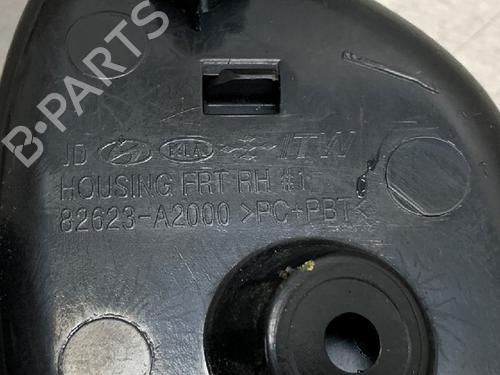 B-PARTS
JD KIA ITW
HOUSING FRT RH #1
82623-A2000 >PC+PBT<